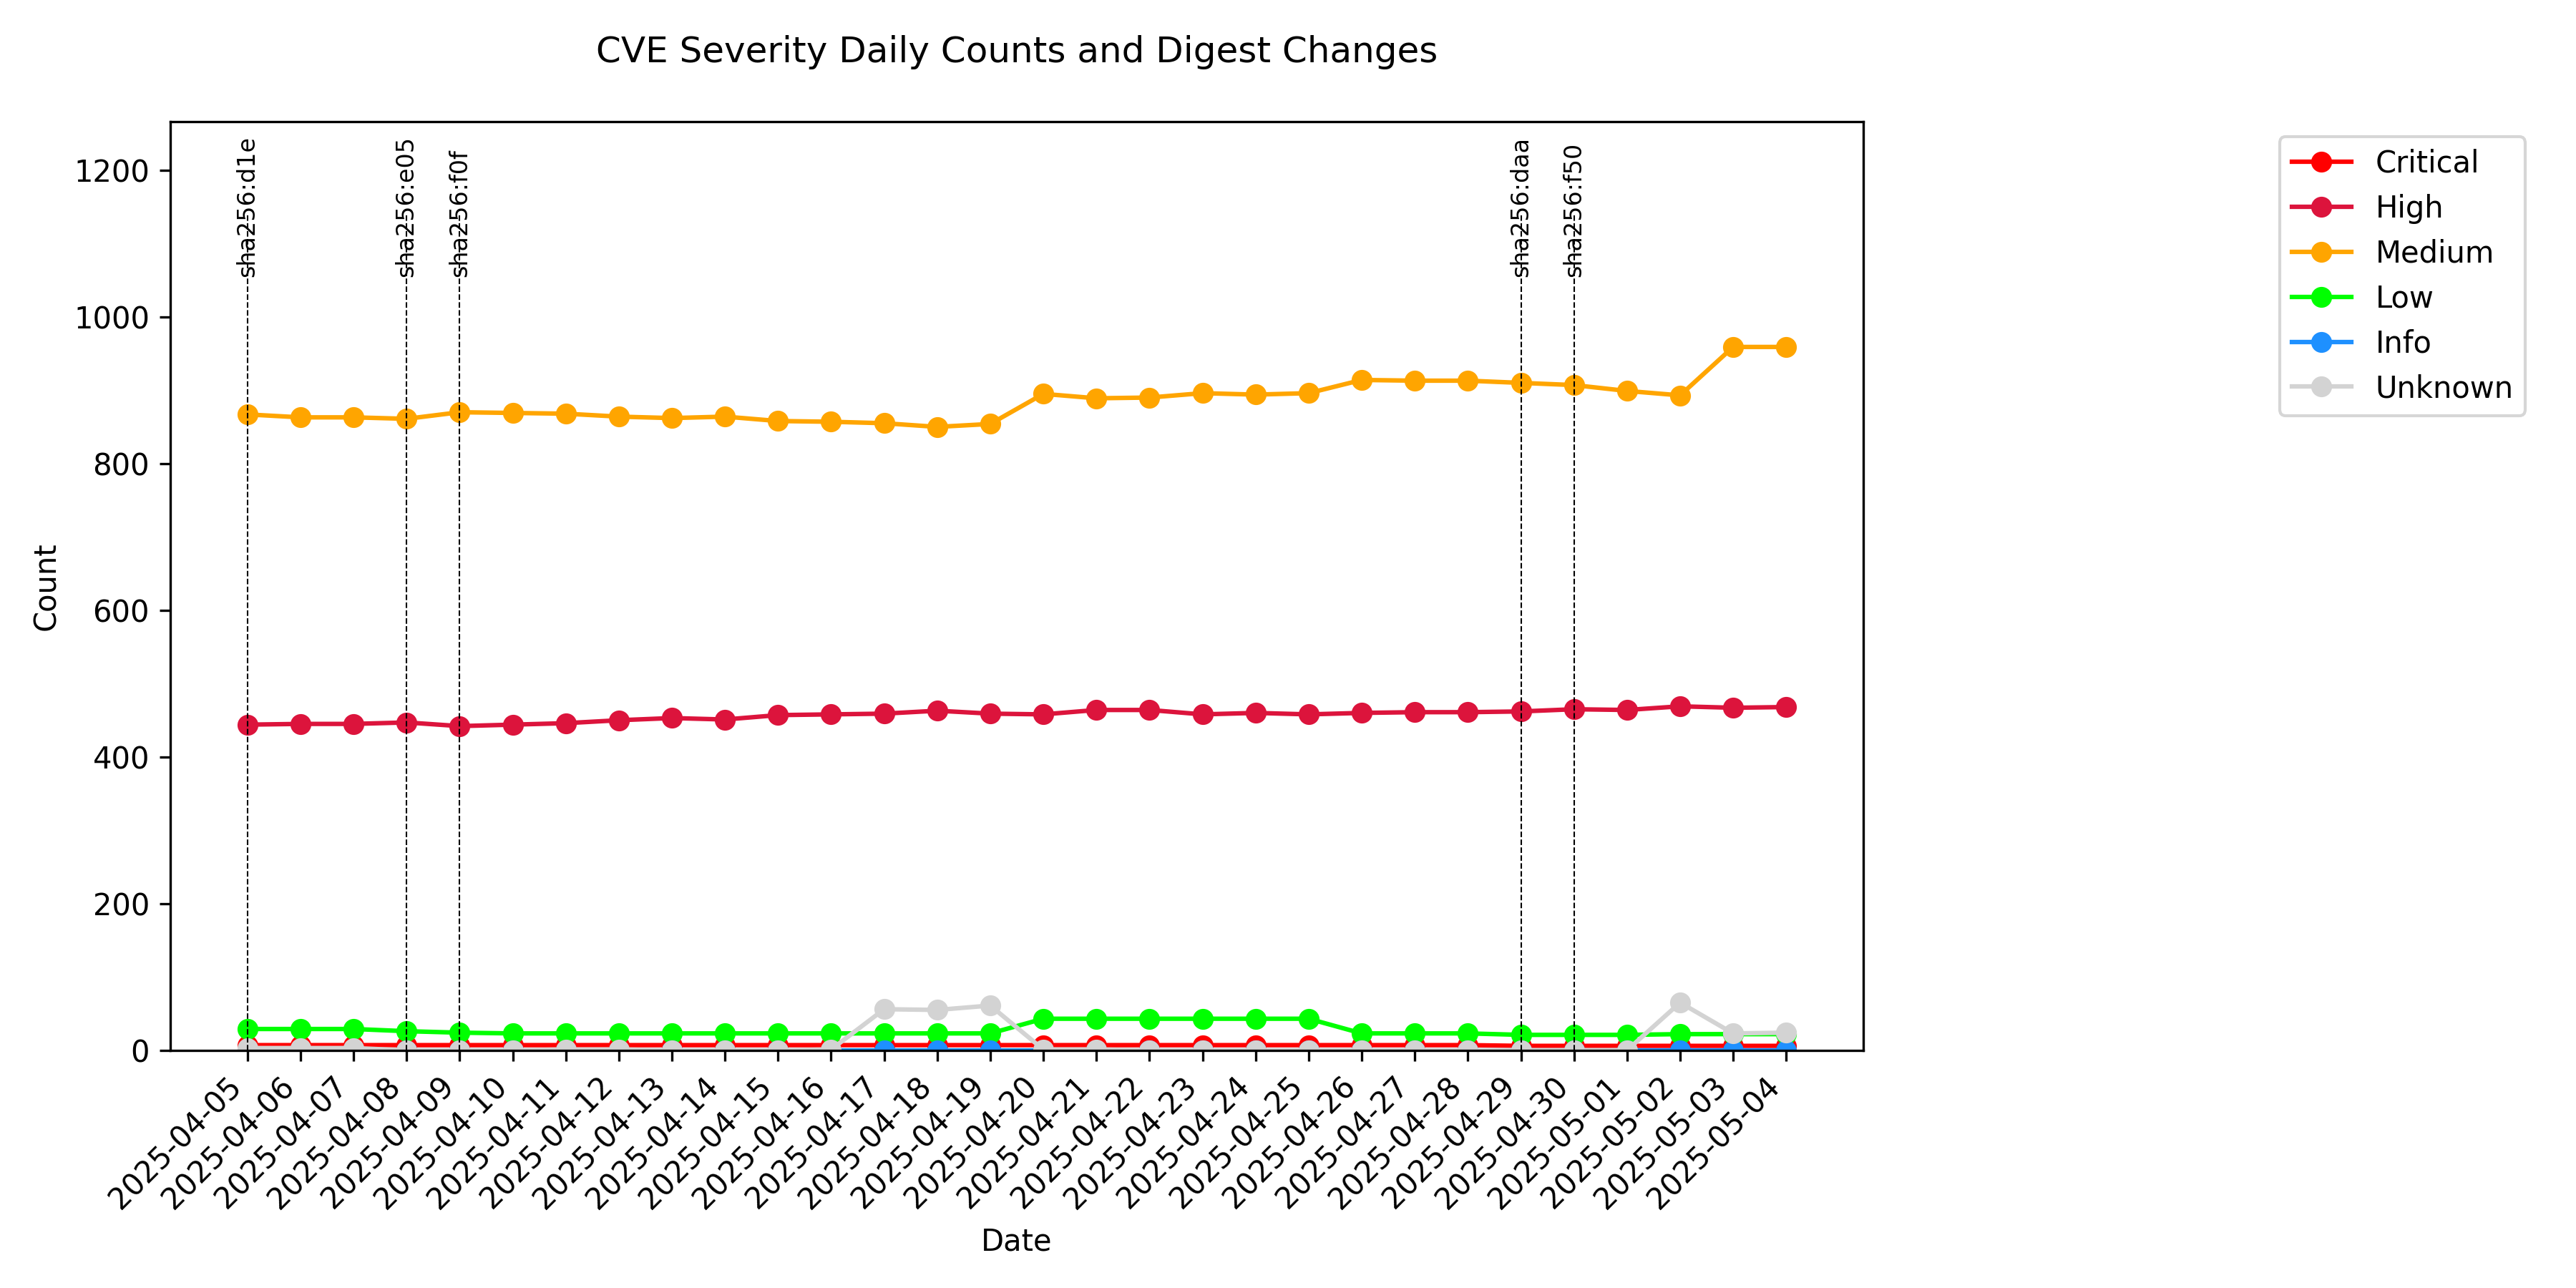 CVE Severity Daily Counts and Digest Changes
sha256:d1e
sha256:e05
sha256:f0f
sha256:daa
sha256:f50
Critical
High
Medium
Low
Info
Unknown
Count
1200
1000
800
600
400
200
0
2025-04-05
2025-04-06
2025-04-07
2025-04-08
2025-04-09
2025-04-10
2025-04-11
2025-04-12
2025-04-13
2025-04-14
2025-04-15
2025-04-16
2025-04-17
2025-04-18
2025-04-19
2025-04-20
2025-04-21
2025-04-22
2025-04-23
2025-04-24
2025-04-25
2025-04-26
2025-04-27
2025-04-28
2025-04-29
2025-04-30
2025-05-01
2025-05-02
2025-05-03
2025-05-04
Date